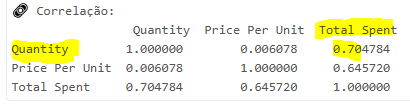 🔗 Correlação:
Quantity Price Per Unit Total Spent
Quantity 1.000000 0.006078 0.704784
Price Per Unit 0.006078 1.000000 0.645720
Total Spent 0.704784 0.645720 1.000000